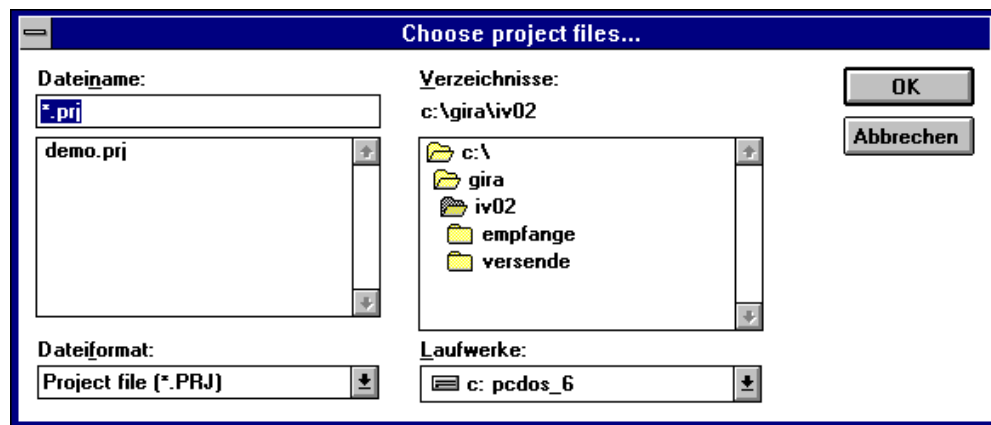 Choose project files...
Dateiname:
*.prj
demo.prj
Verzeichnisse:
c:\gira\iv02
c:\
gira
iv02
empfange
versende
OK
Abbrechen
Dateiformat:
Project file (*.PRJ)
Laufwerke:
c: pcdos_6